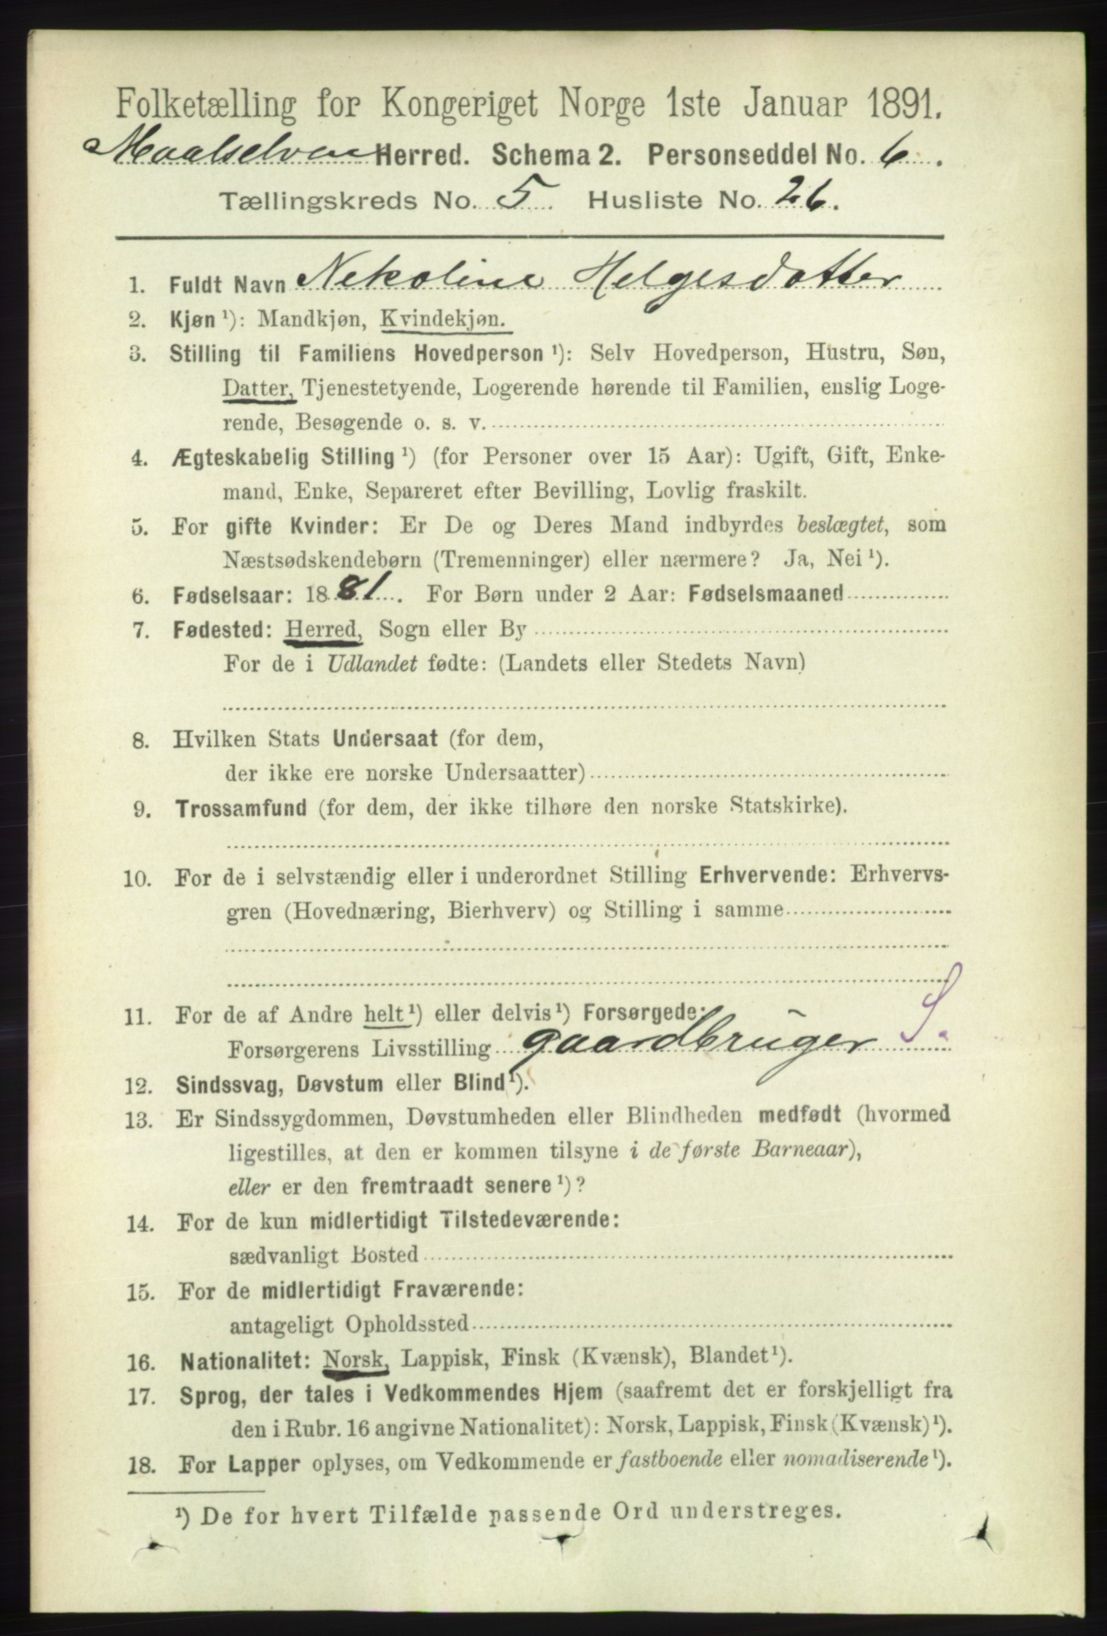 Folketælling for Kongeriget Norge 1ste Januar 1891.
Maalselven Herred. Schema 2. Personseddel No. 6.
Tællingskreds No. 5. Husliste No. 26.
1. Fuldt Navn Nekoline Helgesdatter
2. Kjøn ¹): Mandkjøn, Kvindekjøn.
3. Stilling til Familiens Hovedperson ¹): Selv Hovedperson, Hustru, Søn,
Datter, Tjenestetyende, Logerende hørende til Familien, enslig Loge-
rende, Besøgende o. s. v.
4. Ægteskabelig Stilling ¹) (for Personer over 15 Aar): Ugift, Gift, Enke-
mand, Enke, Separeret efter Bevilling, Lovlig fraskilt.
5. For gifte Kvinder: Er De og Deres Mand indbyrdes beslægtet, som
Næstsødskendebørn (Tremenninger) eller nærmere? Ja, Nei ¹).
6. Fødselsaar: 1881. For Børn under 2 Aar: Fødselsmaaned
7. Fødested: Herred, Sogn eller By
For de i Udlandet fødte: (Landets eller Stedets Navn)
8. Hvilken Stats Undersaat (for dem,
der ikke ere norske Undersaatter)
9. Trossamfund (for dem, der ikke tilhøre den norske Statskirke).
10. For de i selvstændig eller i underordnet Stilling Erhvervende: Erhvervs-
gren (Hovednæring, Bierhverv) og Stilling i samme
11. For de af Andre helt ¹) eller delvis ¹) Forsørgede:
Forsørgerens Livsstilling gaardbruger S.
12. Sindssvag, Døvstum eller Blind ¹).
13. Er Sindssygdommen, Døvstumheden eller Blindheden medfødt (hvormed
ligestilles, at den er kommen tilsyne i de første Barneaar),
eller er den fremtraadt senere ¹)?
14. For de kun midlertidigt Tilstedeværende:
sædvanligt Bosted
15. For de midlertidigt Fraværende:
antageligt Opholdssted
16. Nationalitet: Norsk, Lappisk, Finsk (Kvænsk), Blandet ¹).
17. Sprog, der tales i Vedkommendes Hjem (saafremt det er forskjelligt fra
den i Rubr. 16 angivne Nationalitet): Norsk, Lappisk, Finsk (Kvænsk) ¹).
18. For Lapper oplyses, om Vedkommende er fastboende eller nomadiserende ¹).
¹) De for hvert Tilfælde passende Ord understreges.